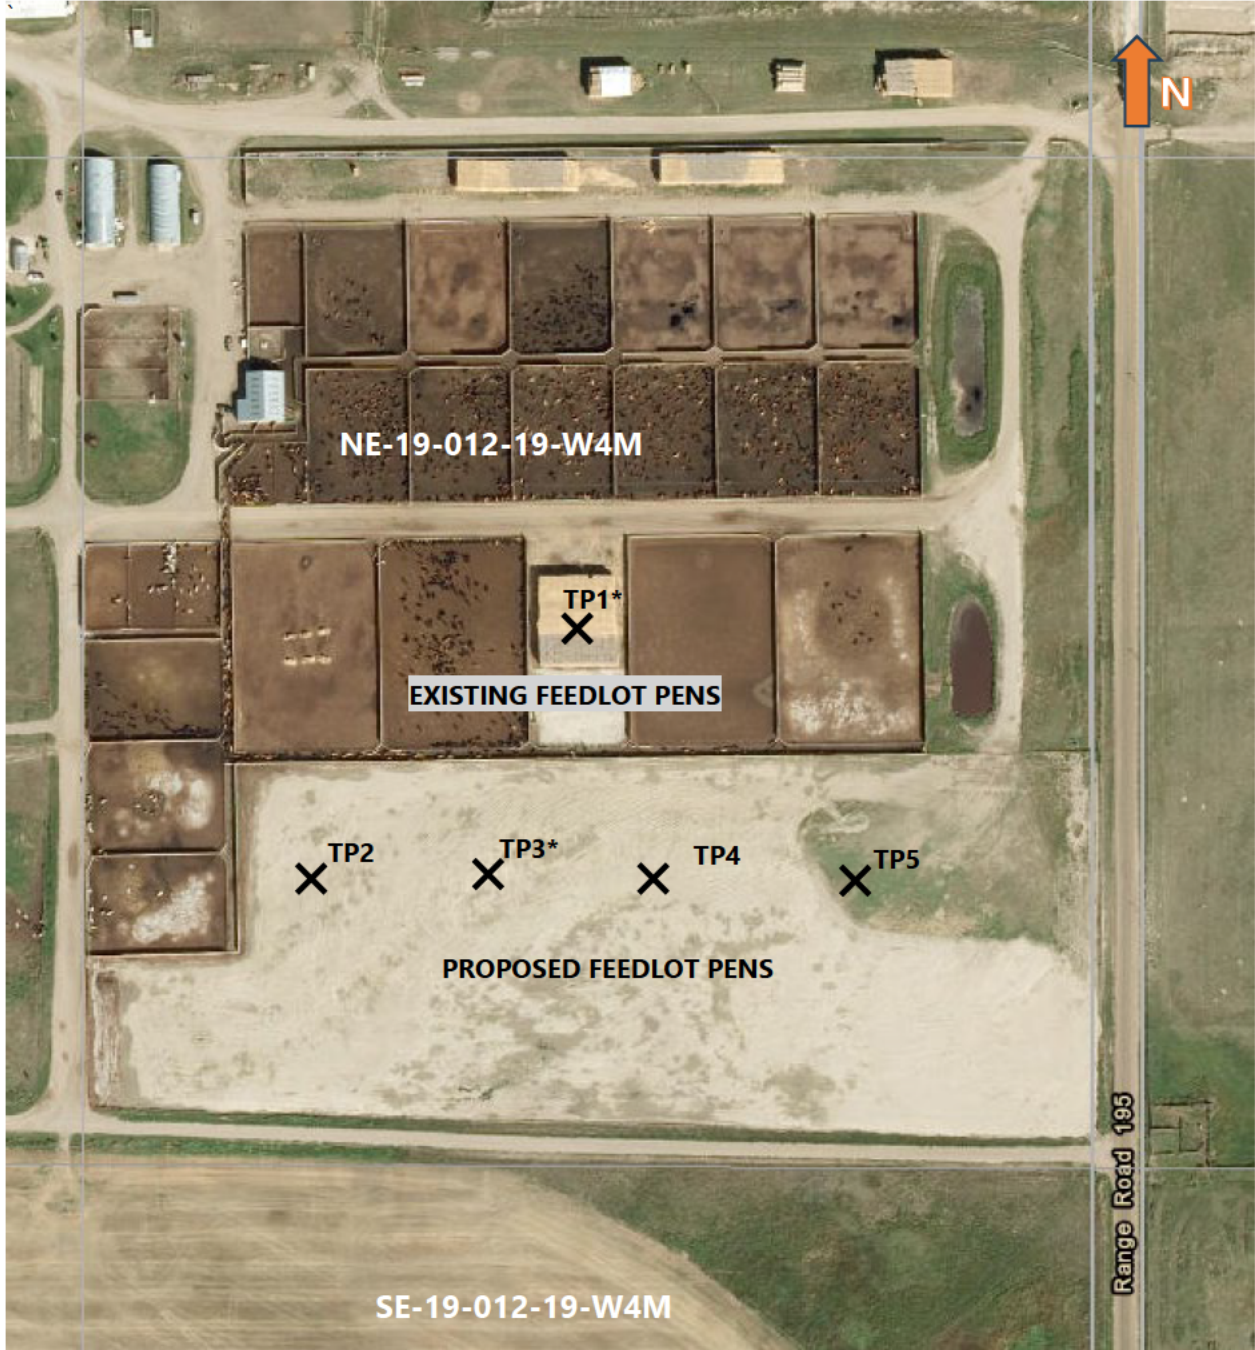 N
NE-19-012-19-W4M
TP1*
EXISTING FEEDLOT PENS
TP2
TP3*
TP4
TP5
PROPOSED FEEDLOT PENS
Range Road 195
SE-19-012-19-W4M